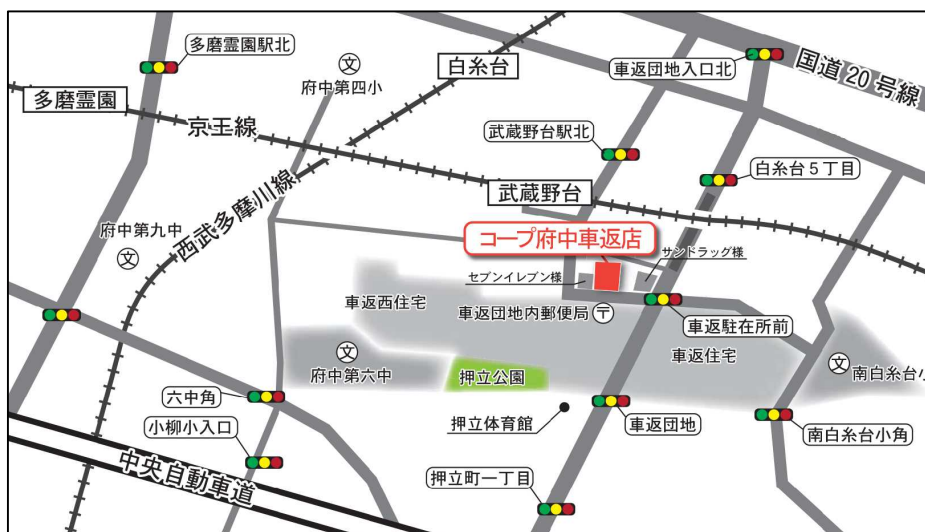 多磨霊園駅北
文
府中第四小
白糸台
車返団地入口北
国道20号線
多磨霊園
京王線
武蔵野台駅北
白糸台5丁目
西武多摩川線
武蔵野台
府中第九中
文
コープ府中車返店
サンドラッグ様
セブンイレブン様
車返西住宅
車返団地内郵便局
〒
車返駐在所前
文
府中第六中
押立公園
車返住宅
文
南白糸台小
六中角
小柳小入口
押立体育館
車返団地
南白糸台小角
中央自動車道
押立町一丁目